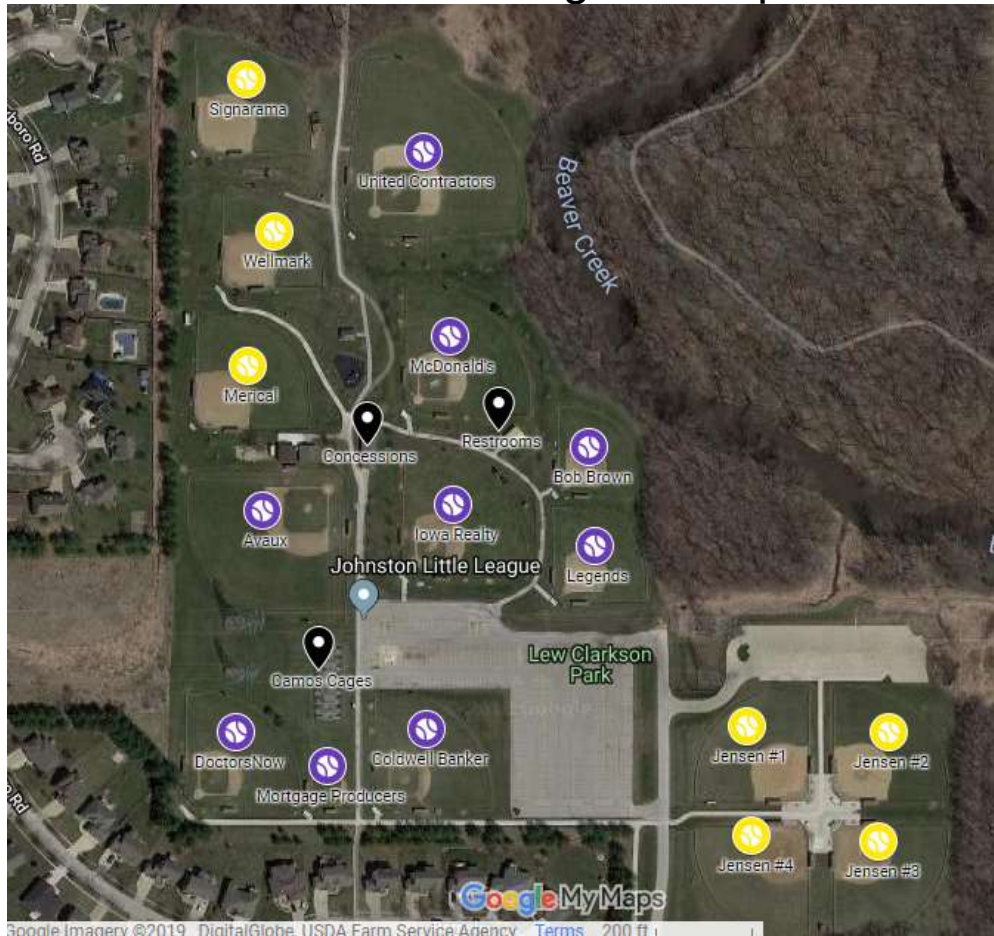 Signarama
United Contractors
Beaver Creek
Wellmark
McDonald's
Merical
Concessions
Restrooms
Bob Brown
Avaux
Iowa Realty
Legends
Johnston Little League
Camos Cages
Lew Clarkson
Park
DoctorsNow
Coldwell Banker
Mortgage Producers
Jensen #1
Jensen #2
Jensen #4
Jensen #3
Google My Maps
Google Imagery ©2019 DigitalGlobe, USDA Farm Service Agency Terms 200 ft